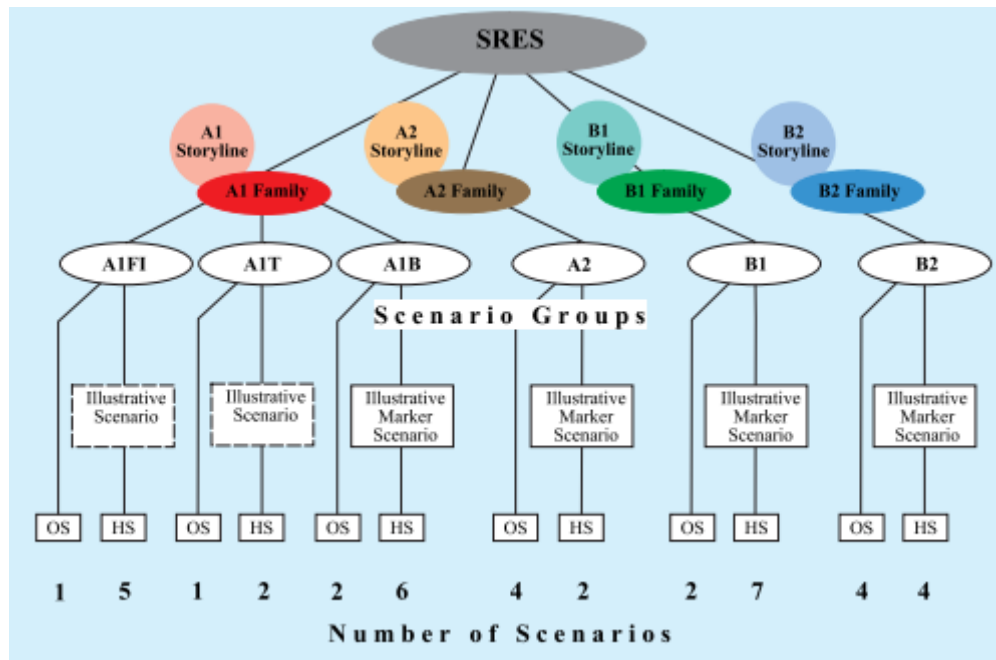 SRES
A1
Storyline
A2
Storyline
B1
Storyline
B2
Storyline
A1 Family
A2 Family
B1 Family
B2 Family
A1FI
A1T
A1B
A2
B1
B2
Scenario Groups
Illustrative
Scenario
Illustrative
Scenario
Illustrative
Marker
Scenario
Illustrative
Marker
Scenario
Illustrative
Marker
Scenario
Illustrative
Marker
Scenario
OS HS OS HS OS HS OS HS OS HS OS HS
1 5 1 2 2 6 4 2 2 7 4 4
Number of Scenarios